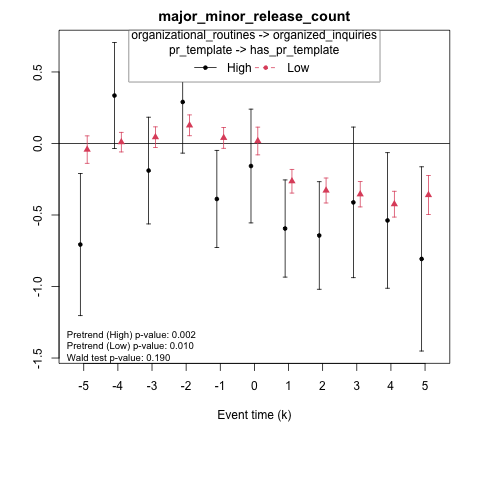 major_minor_release_count
organizational_routines -> organized_inquiries
pr_template -> has_pr_template
High Low
0.5
0.0
-0.5
-1.0
-1.5
Pretrend (High) p-value: 0.002
Pretrend (Low) p-value: 0.010
Wald test p-value: 0.190
-5 -4 -3 -2 -1 0 1 2 3 4 5
Event time (k)